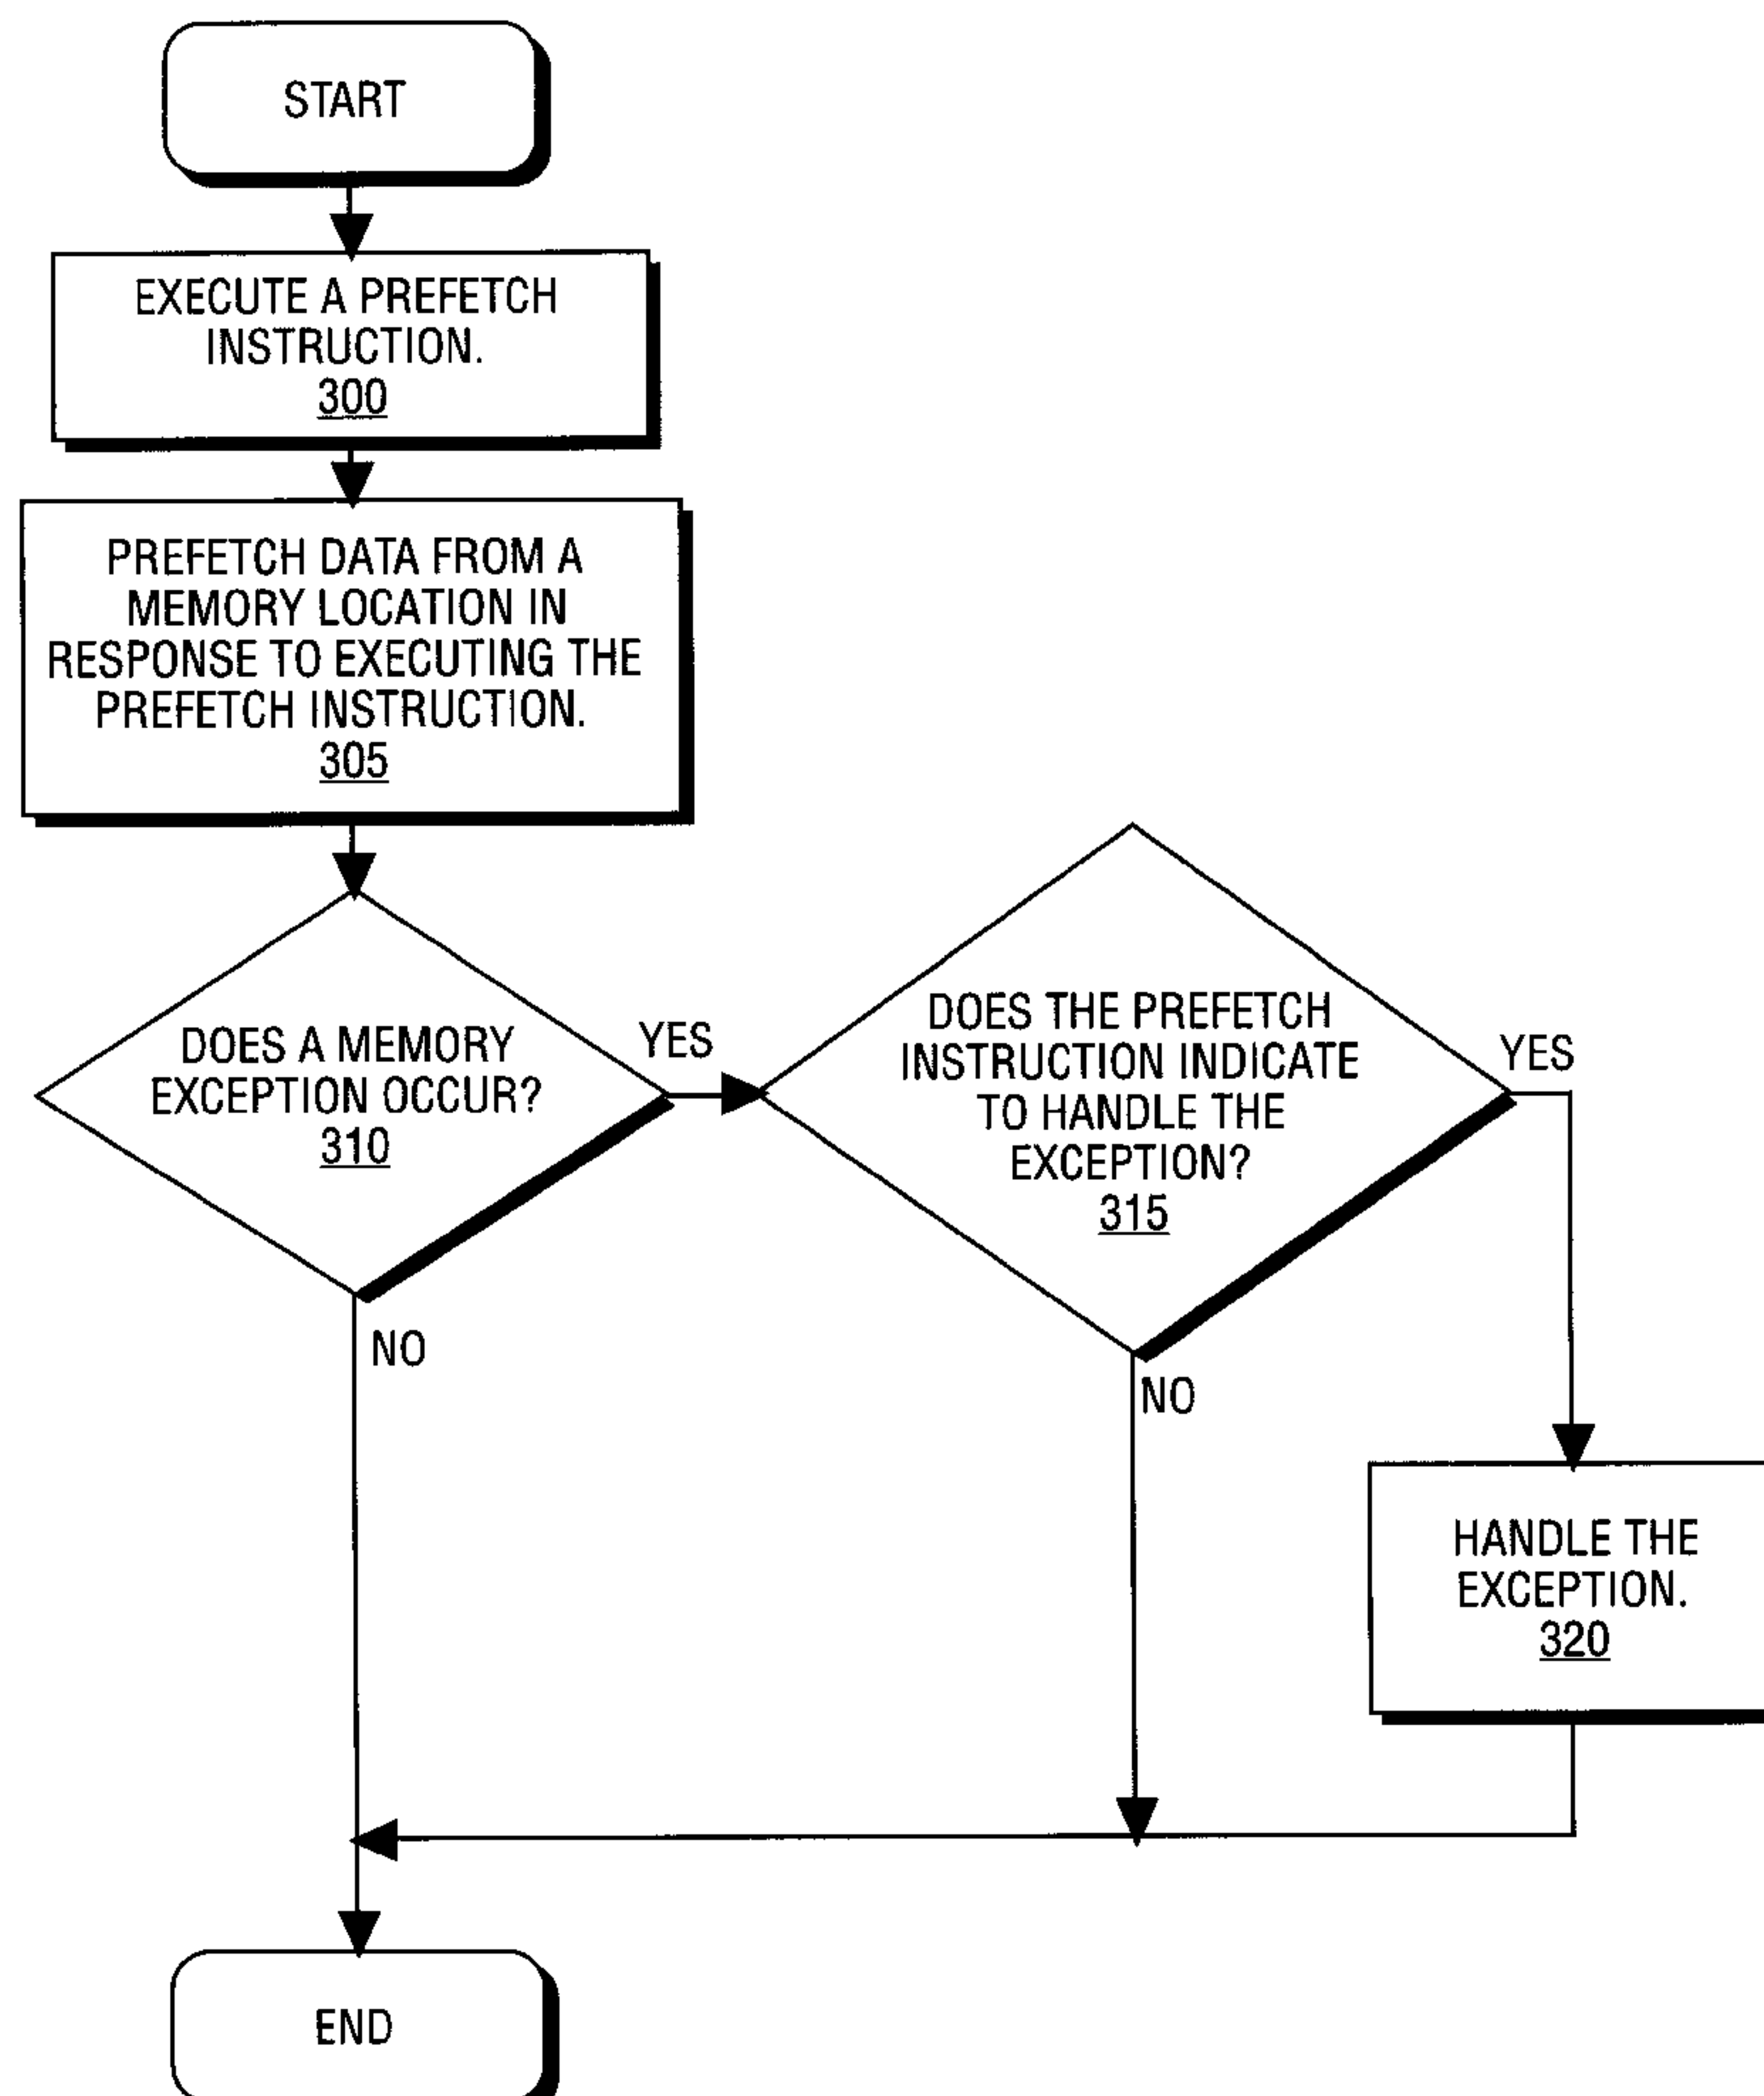 START
EXECUTE A PREFETCH
INSTRUCTION.
300
PREFETCH DATA FROM A
MEMORY LOCATION IN
RESPONSE TO EXECUTING THE
PREFETCH INSTRUCTION.
305
DOES A MEMORY
EXCEPTION OCCUR?
310
YES
NO
DOES THE PREFETCH
INSTRUCTION INDICATE
TO HANDLE THE
EXCEPTION?
315
YES
NO
HANDLE THE
EXCEPTION.
320
END